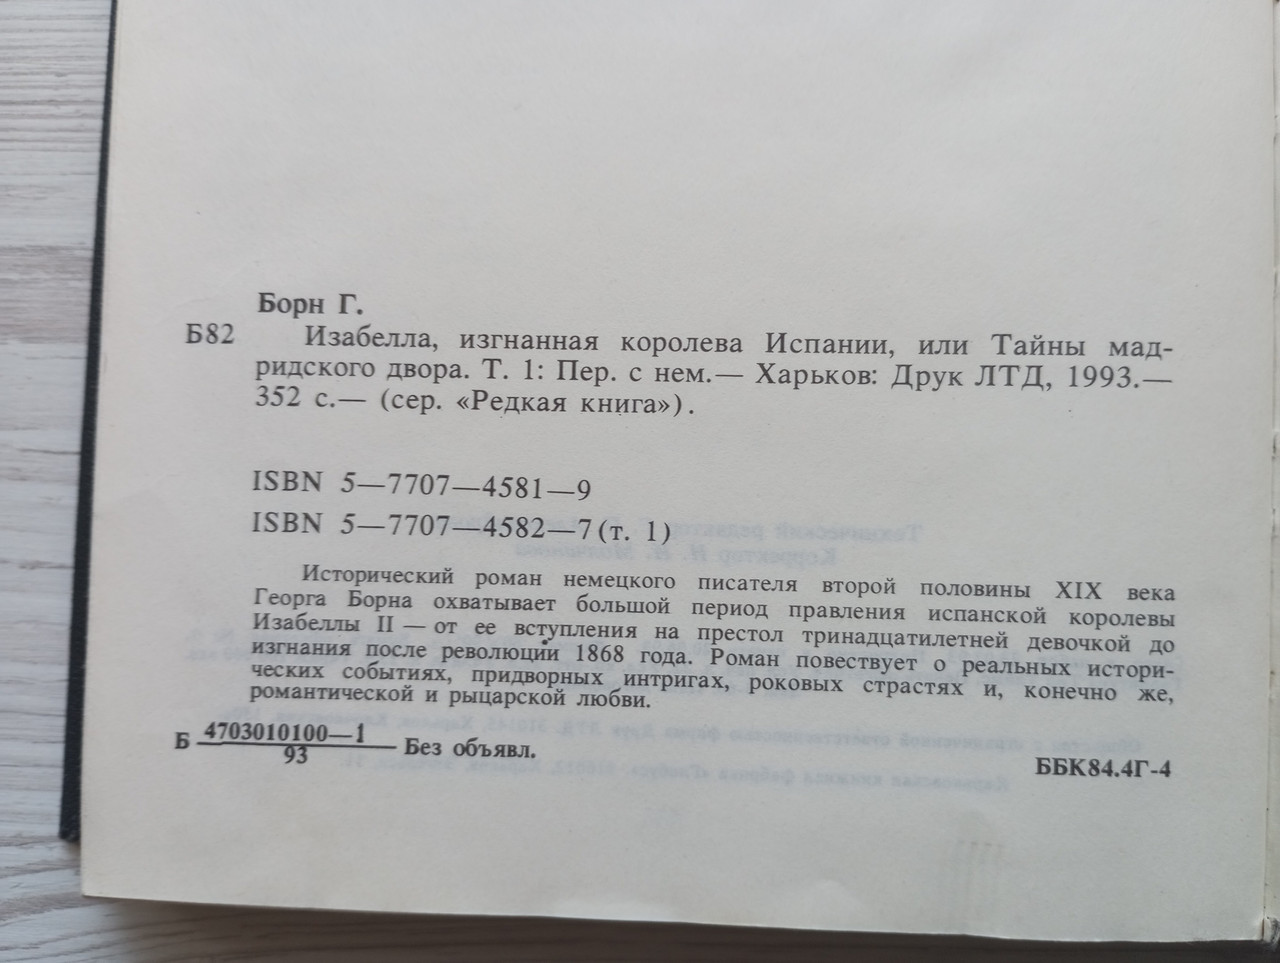 Борн Г.
Б82 Изабелла, изгнанная королева Испании, или Тайны мад-
ридского двора. Т. 1: Пер. с нем.— Харьков: Друк ЛТД, 1993.—
352 с.— (сер. «Редкая книга»).
ISBN 5—7707—4581—9
ISBN 5—7707—4582—7 (т. 1)
Исторический роман немецкого писателя второй половины XIX века
Георга Борна охватывает большой период правления испанской королевы
Изабеллы II — от ее вступления на престол тринадцатилетней девочкой до
изгнания после революции 1868 года. Роман повествует о реальных истори-
ческих событиях, придворных интригах, роковых страстях и, конечно же,
романтической и рыцарской любви.
Б 4703010100—1 Без объявл.
93
ББК84.4Г-4